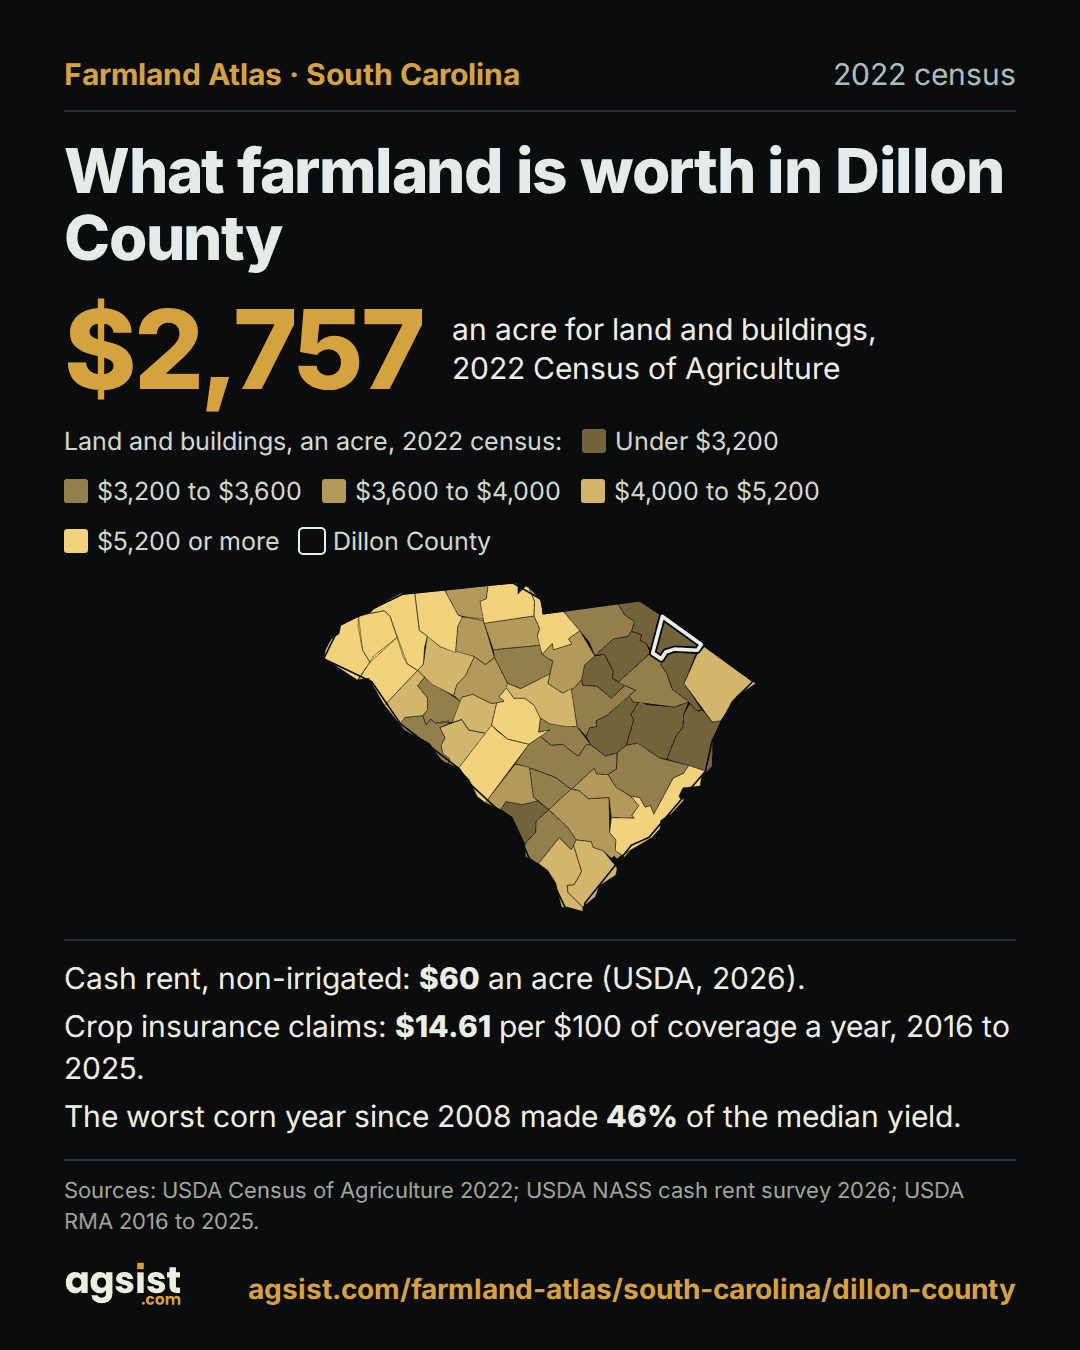 Farmland Atlas · South Carolina
2022 census
What farmland is worth in Dillon
County
$2,757
an acre for land and buildings,
2022 Census of Agriculture
Land and buildings, an acre, 2022 census:
Under $3,200
$3,200 to $3,600
$3,600 to $4,000
$4,000 to $5,200
$5,200 or more
Dillon County
Cash rent, non-irrigated: $60 an acre (USDA, 2026).
Crop insurance claims: $14.61 per $100 of coverage a year, 2016 to
2025.
The worst corn year since 2008 made 46% of the median yield.
Sources: USDA Census of Agriculture 2022; USDA NASS cash rent survey 2026; USDA
RMA 2016 to 2025.
agsist
.com
agsist.com/farmland-atlas/south-carolina/dillon-county